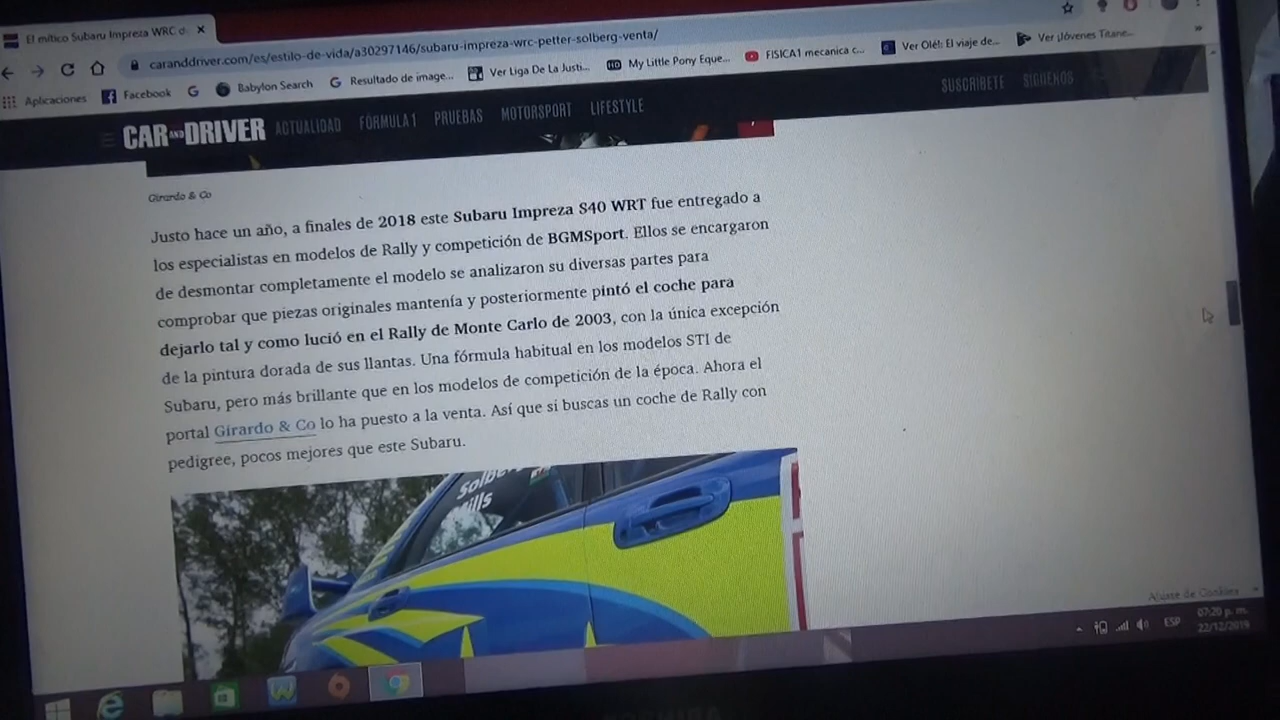 El mítico Subaru Impreza WRC d
caranddriver.com/es/estilo-de-vida/a30297146/subaru-impreza-wrc-petter-solberg-venta/
Aplicaciones Facebook Babylon Search Resultado de image... Ver Liga De La Justi... My Little Pony Eque... FISICA1 mecanica c... Ver Olé!: El viaje de... Ver ¡Jóvenes Titane...
CAR AND DRIVER ACTUALIDAD FÓRMULA 1 PRUEBAS MOTORSPORT LIFESTYLE SUSCRÍBETE SÍGUENOS
Girardo & Co
Justo hace un año, a finales de 2018 este Subaru Impreza S40 WRT fue entregado a
los especialistas en modelos de Rally y competición de BGMSport. Ellos se encargaron
de desmontar completamente el modelo se analizaron su diversas partes para
comprobar que piezas originales mantenía y posteriormente pintó el coche para
dejarlo tal y como lució en el Rally de Monte Carlo de 2003, con la única excepción
de la pintura dorada de sus llantas. Una fórmula habitual en los modelos STI de
Subaru, pero más brillante que en los modelos de competición de la época. Ahora el
portal Girardo & Co lo ha puesto a la venta. Así que si buscas un coche de Rally con
pedigree, pocos mejores que este Subaru.
Ajuste de Cookies
ESP
07:20 p. m.
22/12/2019